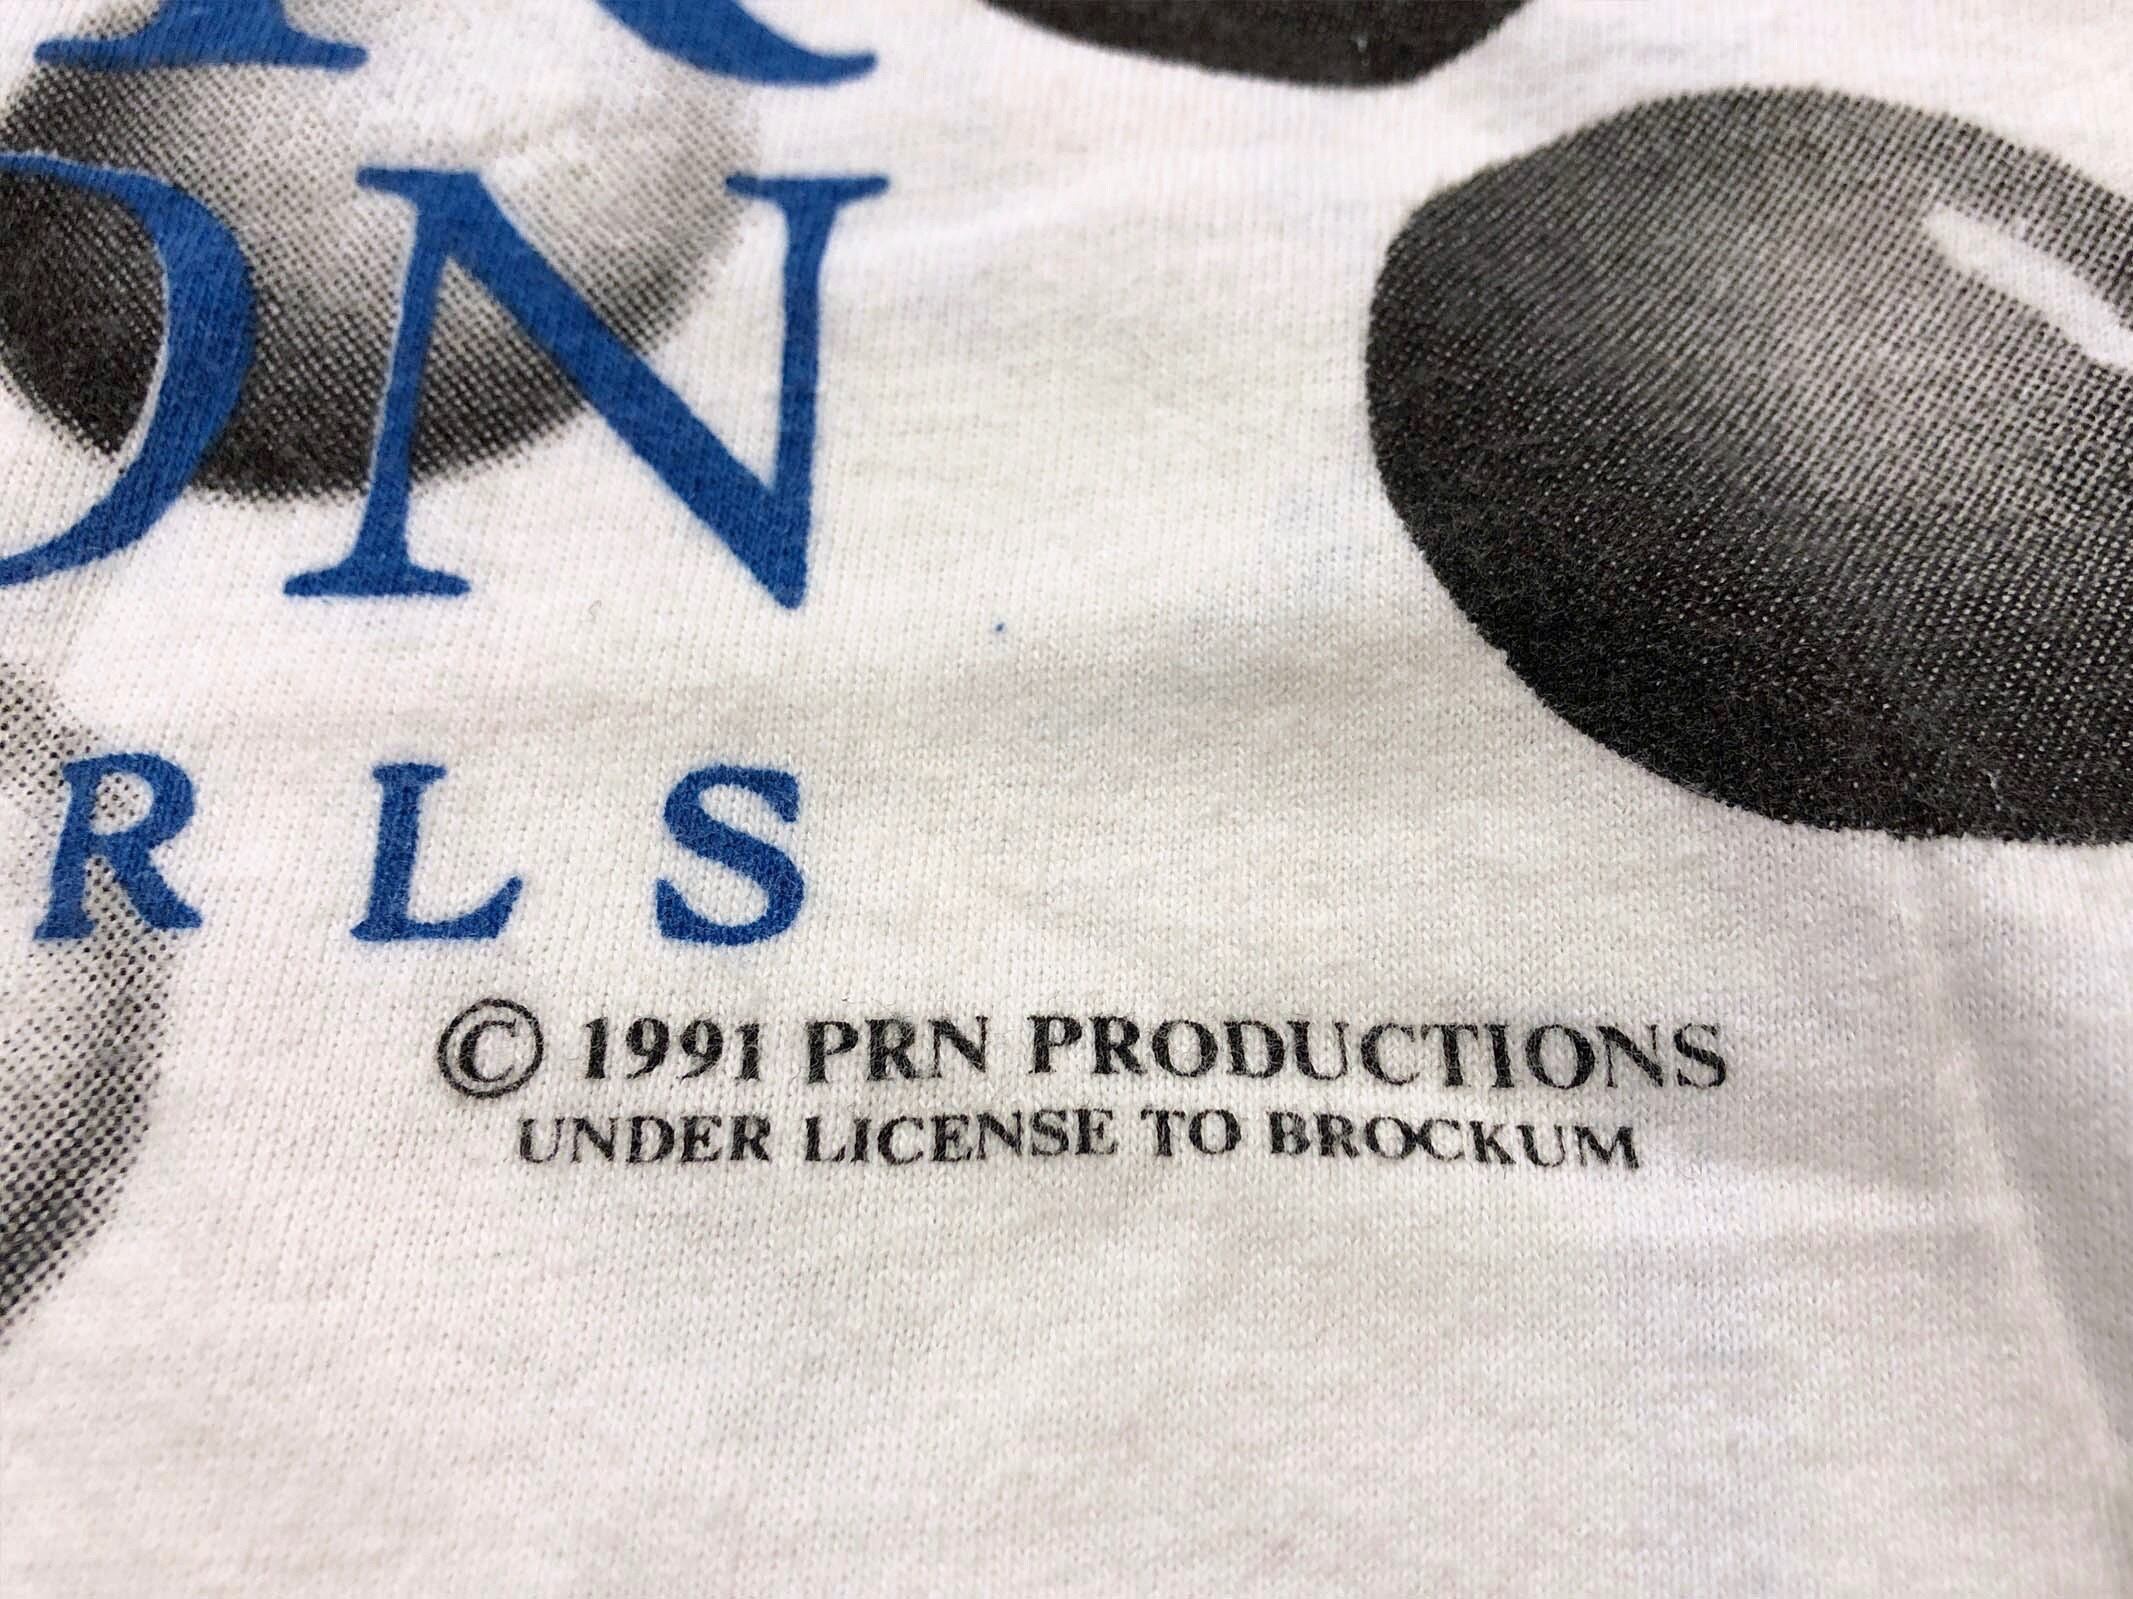 R
ON
RLS
© 1991 PRN PRODUCTIONS
UNDER LICENSE TO BROCKUM